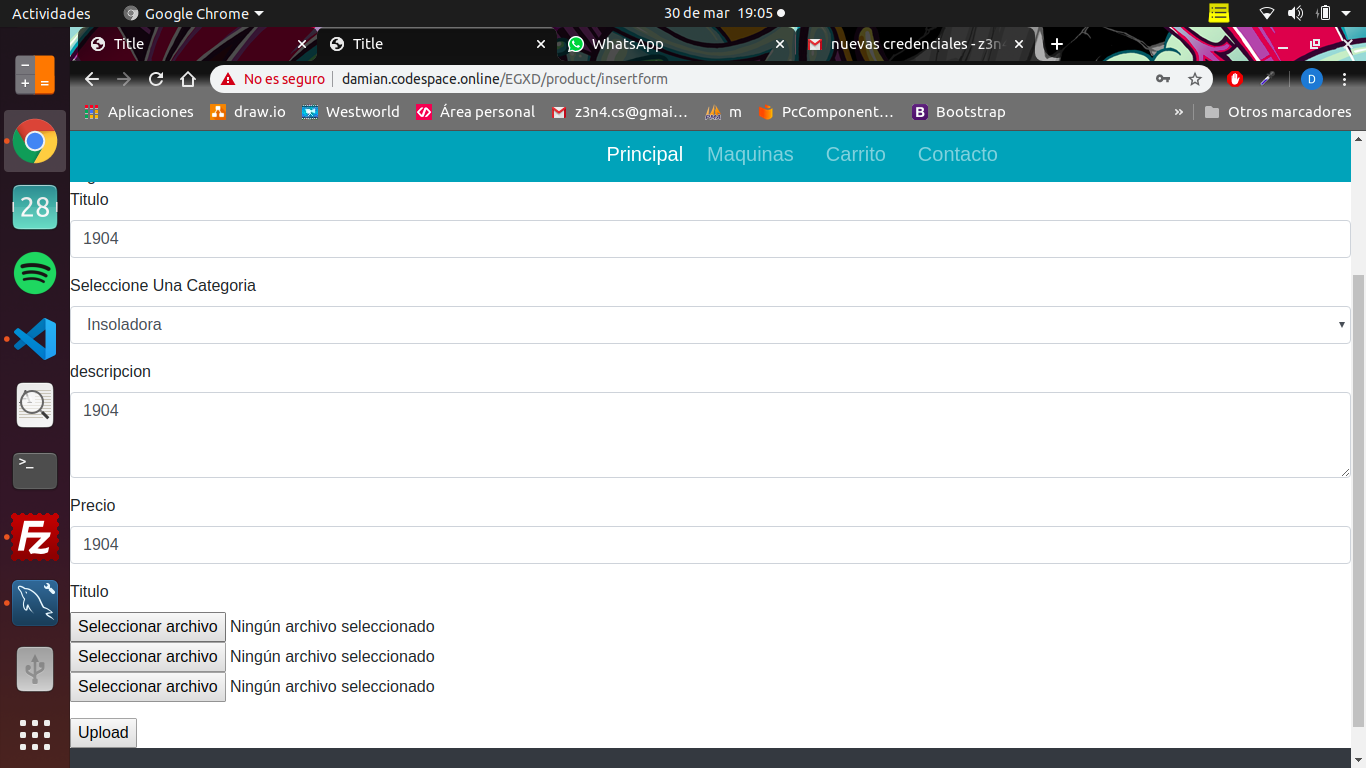 Actividades Google Chrome 30 de mar 19:05
Title Title WhatsApp nuevas credenciales - z3n
No es seguro damian.codespace.online/EGXD/product/insertform D
Aplicaciones draw.io Westworld Área personal z3n4.cs@gmai... m PcComponent... B Bootstrap » Otros marcadores
Principal Maquinas Carrito Contacto
Titulo
1904
Seleccione Una Categoria
Insoladora
descripcion
1904
Precio
1904
Titulo
Seleccionar archivo Ningún archivo seleccionado
Seleccionar archivo Ningún archivo seleccionado
Seleccionar archivo Ningún archivo seleccionado
Upload
28
>_
FZ